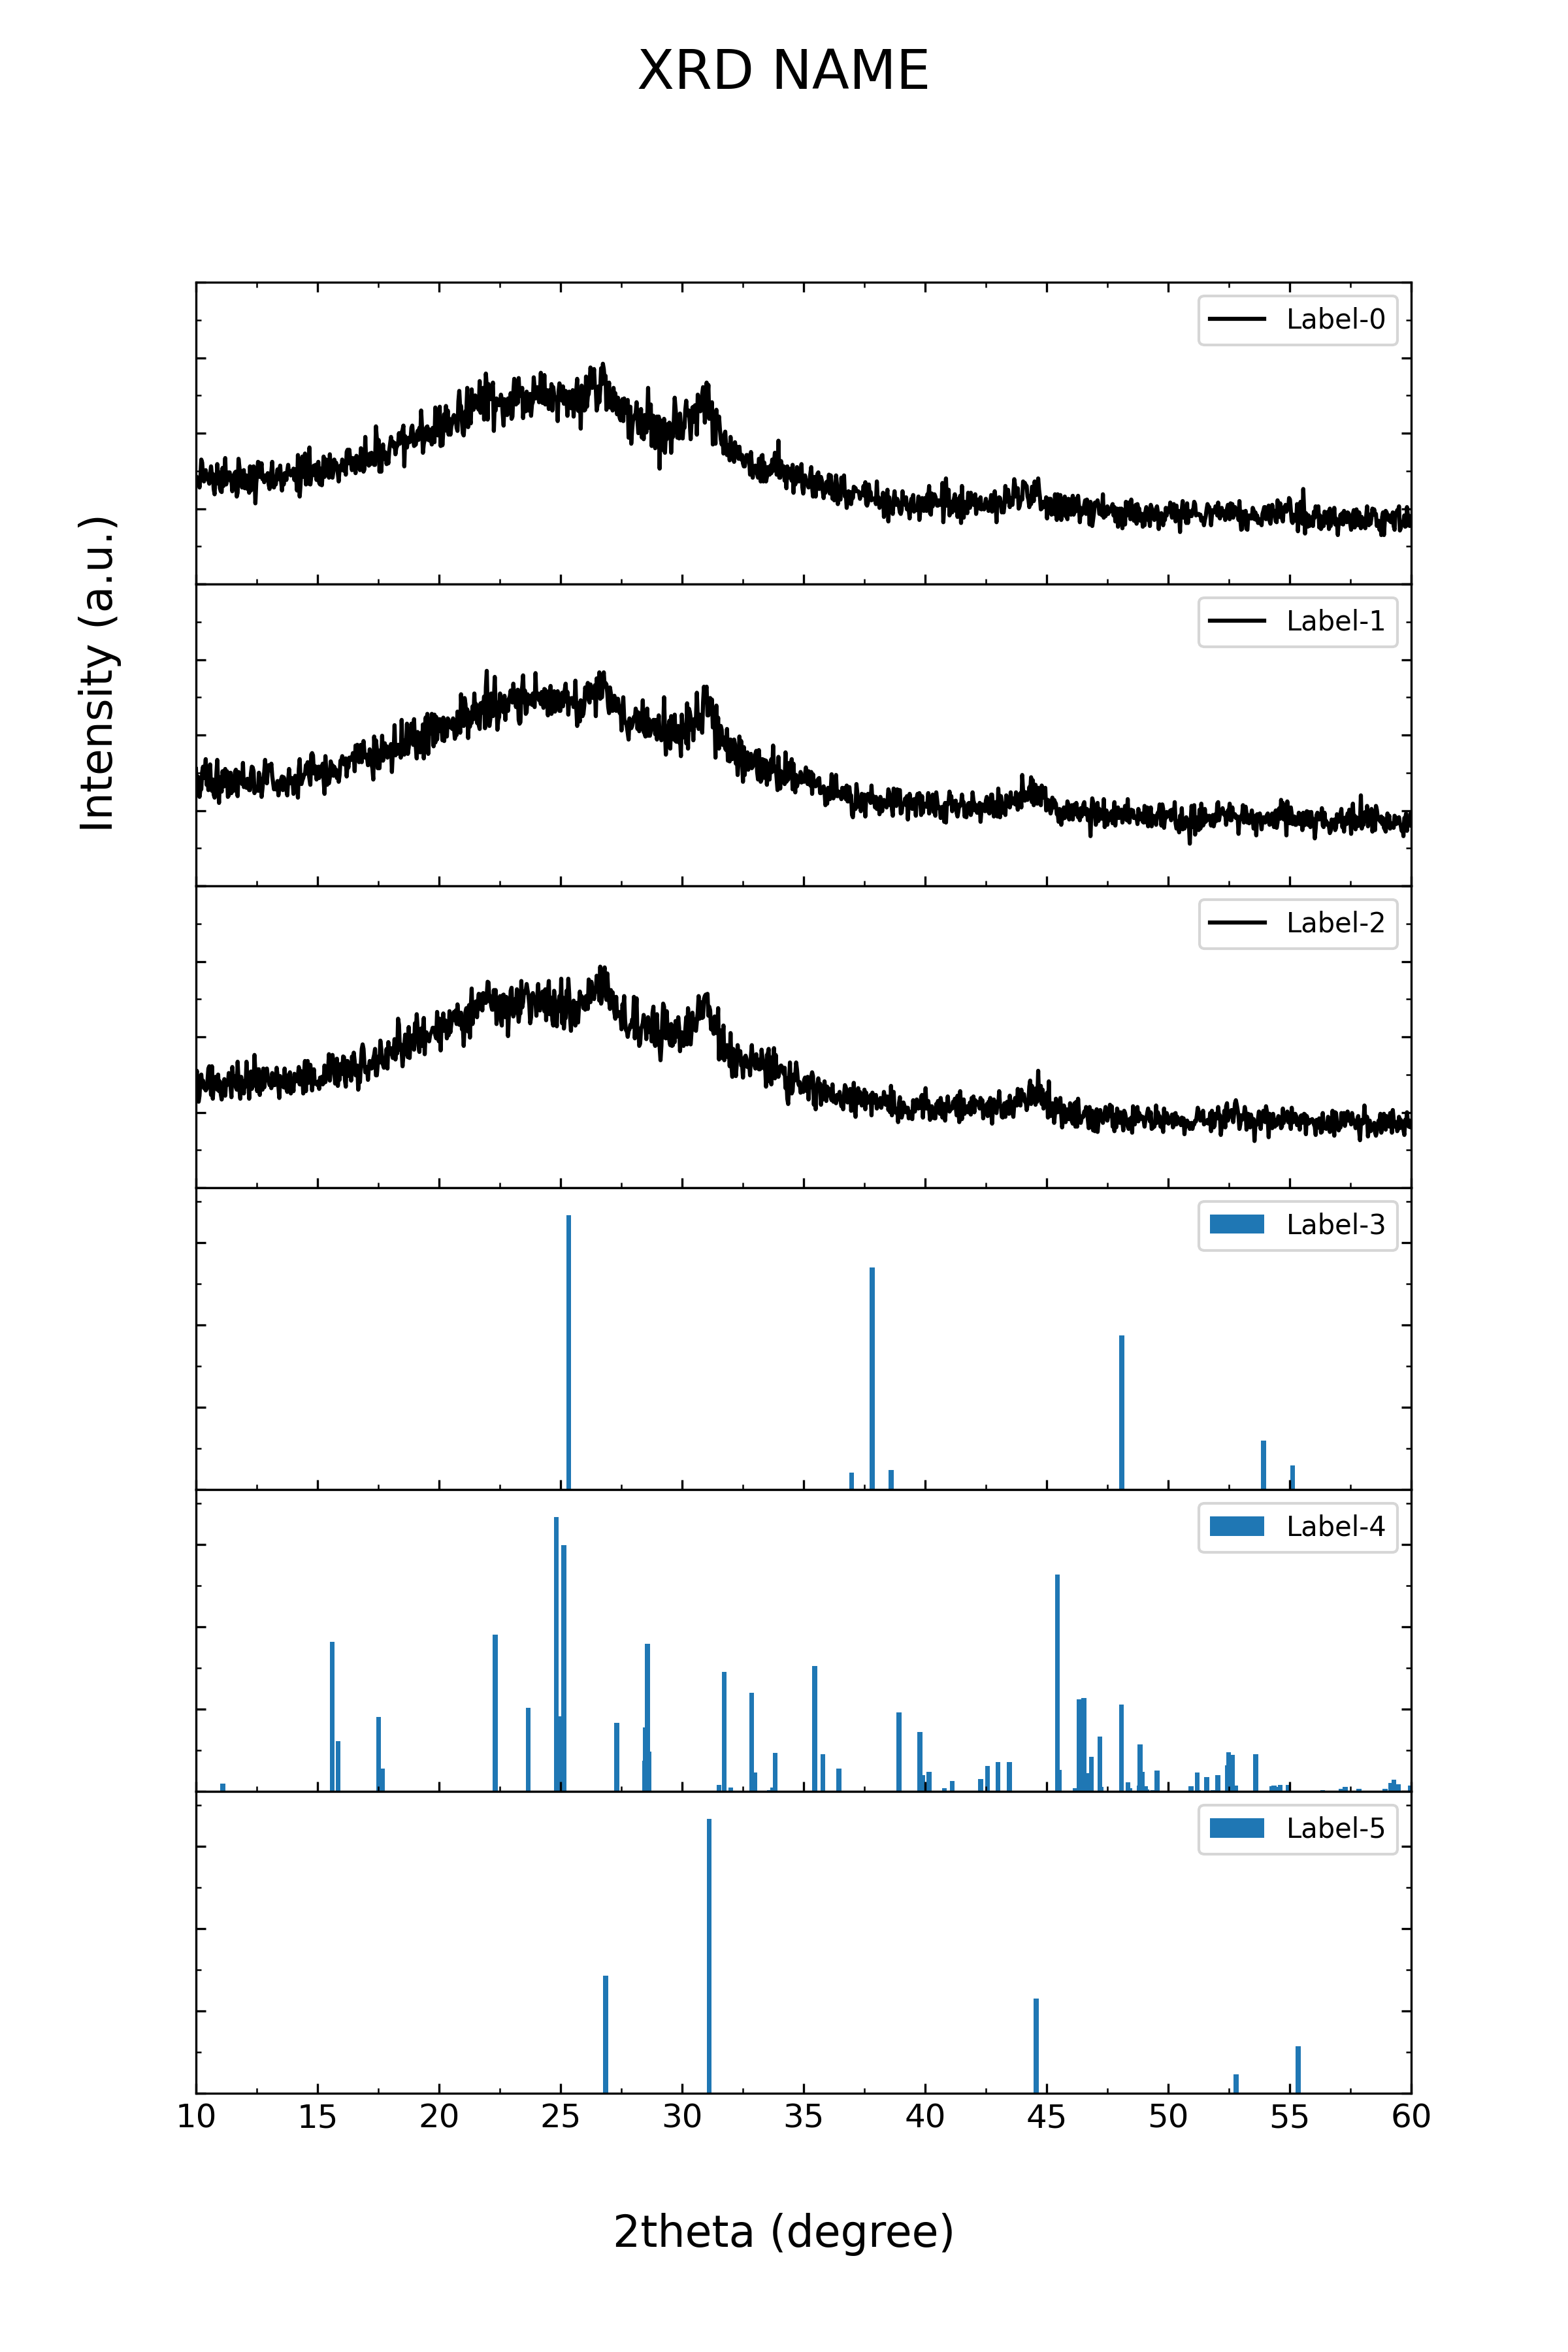 XRD NAME
Label-0
Label-1
Intensity (a.u.)
Label-2
Label-3
Label-4
Label-5
10 15 20 25 30 35 40 45 50 55 60
2theta (degree)